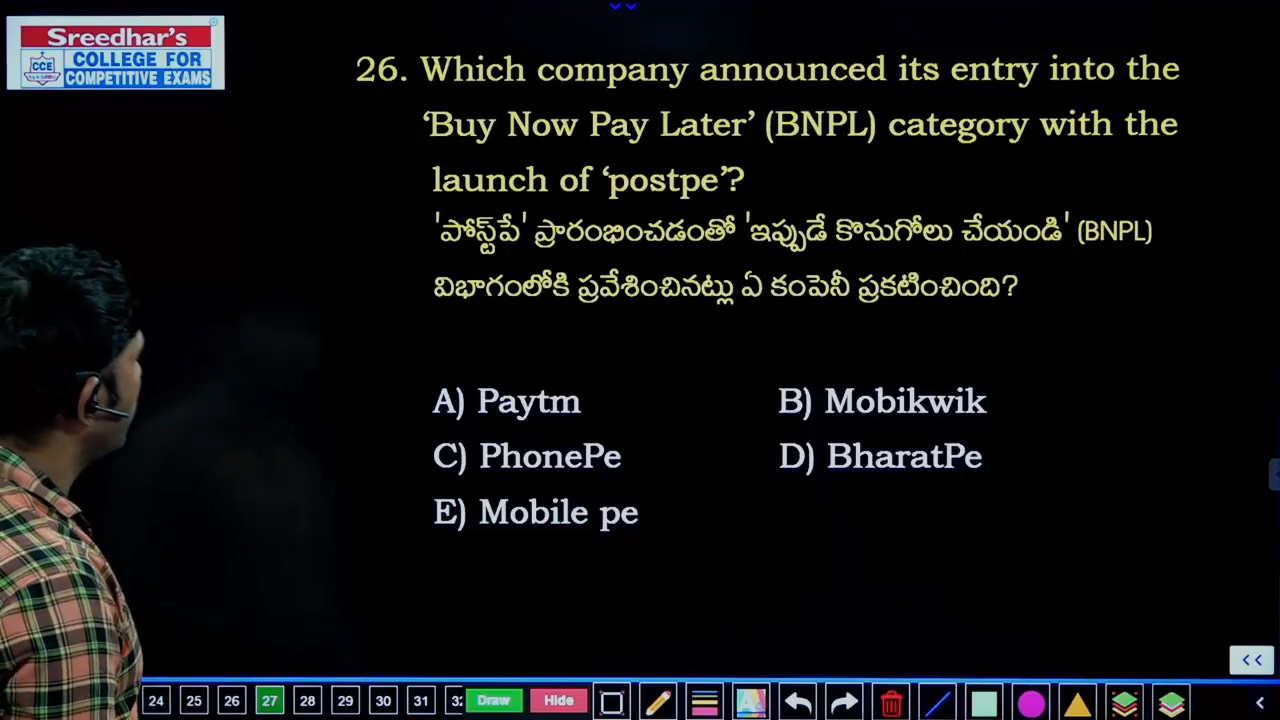 Sreedhar's
CCE
COLLEGE FOR
COMPETITIVE EXAMS
26. Which company announced its entry into the
‘Buy Now Pay Later’ (BNPL) category with the
launch of ‘postpe’?
'పోస్ట్‌పే' ప్రారంభించడంతో 'ఇప్పుడే కొనుగోలు చేయండి' (BNPL)
విభాగంలోకి ప్రవేశించినట్లు ఏ కంపెనీ ప్రకటించింది?
A) Paytm B) Mobikwik
C) PhonePe D) BharatPe
E) Mobile pe
24 25 26 27 28 29 30 31 Draw Hide